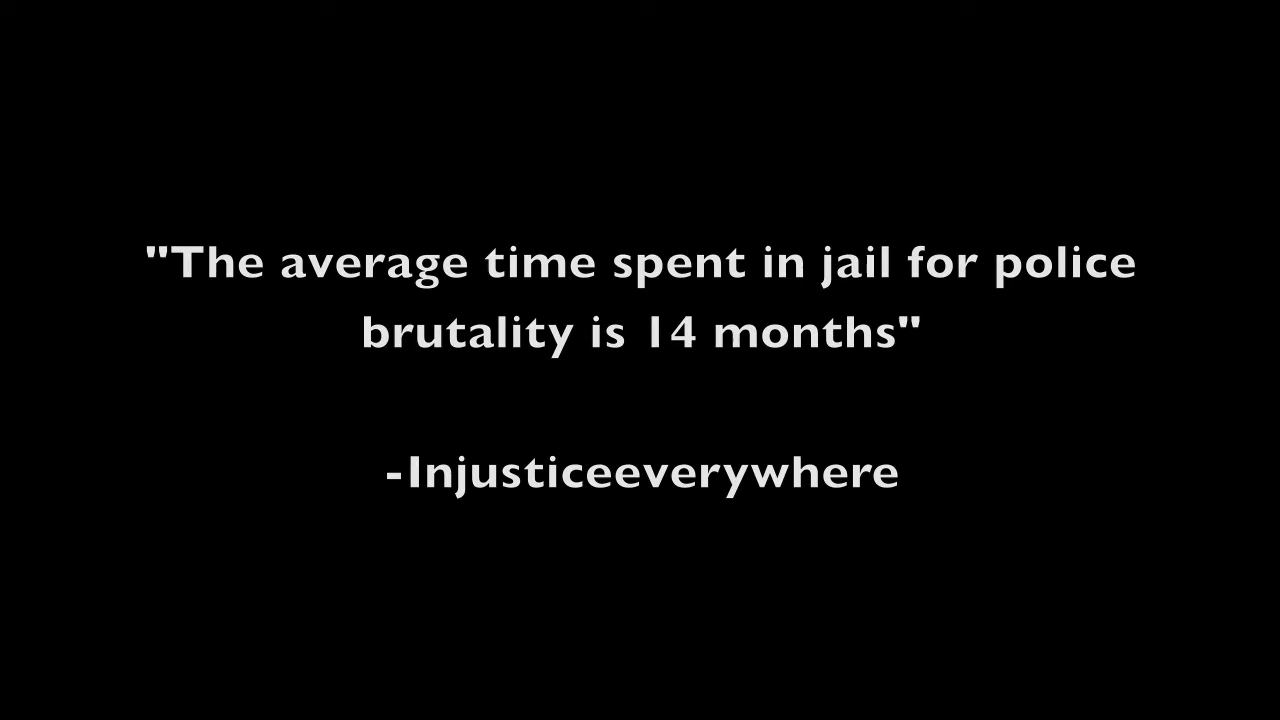 "The average time spent in jail for police
brutality is 14 months"
-Injusticeeverywhere